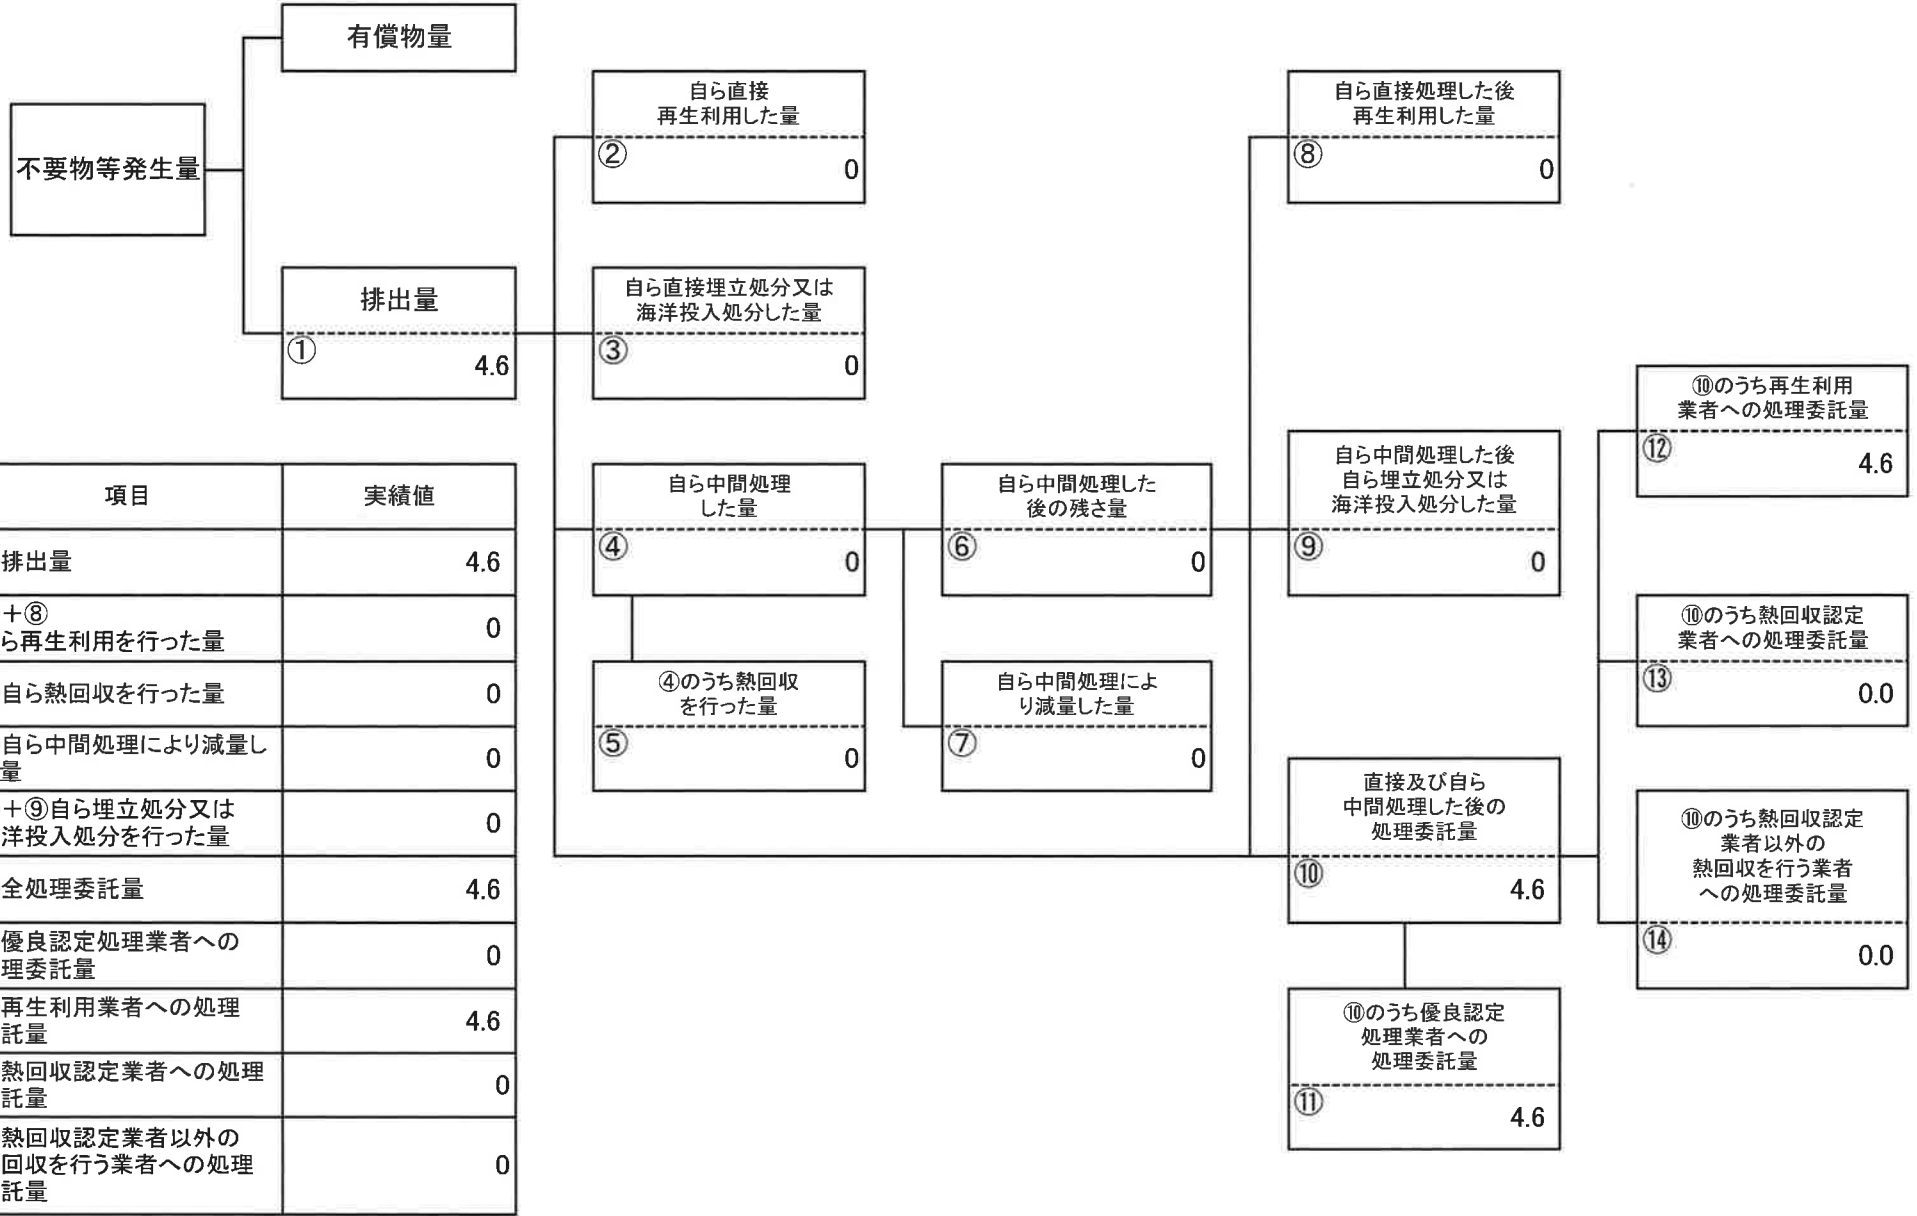 有償物量
不要物等発生量
排出量
①
4.6
自ら直接
再生利用した量
②
0
自ら直接埋立処分又は
海洋投入処分した量
③
0
自ら中間処理
した量
④
0
④のうち熱回収
を行った量
⑤
0
自ら中間処理した
後の残さ量
⑥
0
自ら中間処理によ
り減量した量
⑦
0
自ら直接処理した後
再生利用した量
⑧
0
自ら中間処理した後
自ら埋立処分又は
海洋投入処分した量
⑨
0
直接及び自ら
中間処理した後の
処理委託量
⑩
4.6
⑩のうち優良認定
処理業者への
処理委託量
⑪
4.6
⑩のうち再生利用
業者への処理委託量
⑫
4.6
⑩のうち熱回収認定
業者への処理委託量
⑬
0.0
⑩のうち熱回収認定
業者以外の
熱回収を行う業者
への処理委託量
⑭
0.0
項目 実績値
排出量 4.6
+⑧
ら再生利用を行った量 0
自ら熱回収を行った量 0
自ら中間処理により減量し
量 0
+⑨自ら埋立処分又は
洋投入処分を行った量 0
全処理委託量 4.6
優良認定処理業者への
理委託量 0
再生利用業者への処理
託量 4.6
熱回収認定業者への処理
託量 0
熱回収認定業者以外の
回収を行う業者への処理
託量 0